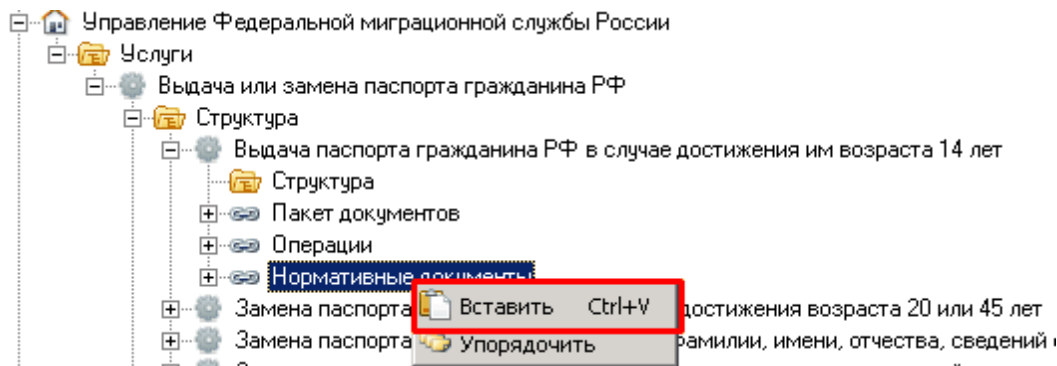 Управление Федеральной миграционной службы России
Услуги
Выдача или замена паспорта гражданина РФ
Структура
Выдача паспорта гражданина РФ в случае достижения им возраста 14 лет
Структура
Пакет документов
Операции
Нормативные документы
Замена паспорта достижения возраста 20 или 45 лет
Вставить Ctrl+V
Замена паспорта фамилии, имени, отчества, сведений
Упорядочить